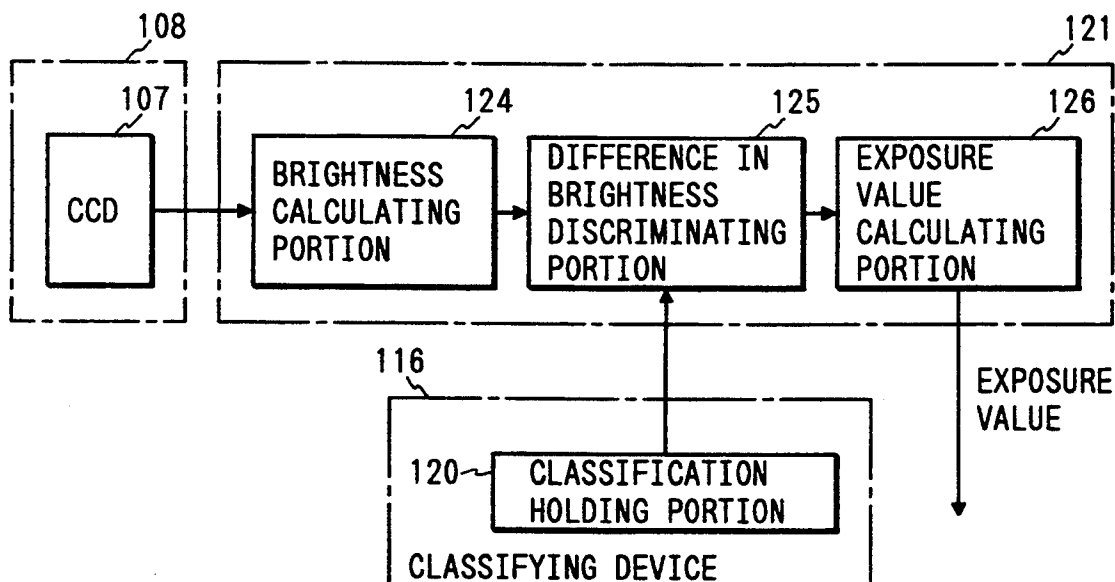 108
121
107
124
125
126
CCD
BRIGHTNESS
CALCULATING
PORTION
DIFFERENCE IN
BRIGHTNESS
DISCRIMINATING
PORTION
EXPOSURE
VALUE
CALCULATING
PORTION
116
EXPOSURE
VALUE
120
CLASSIFICATION
HOLDING PORTION
CLASSIFYING DEVICE